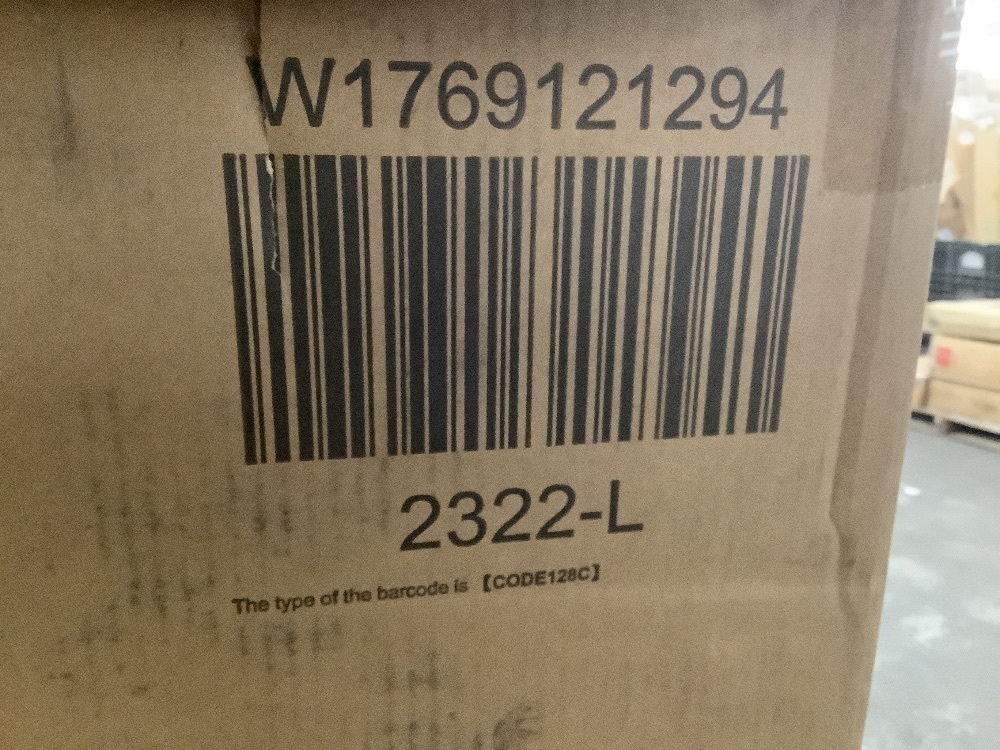 W1769121294
2322-L
The type of the barcode is 【CODE128C】